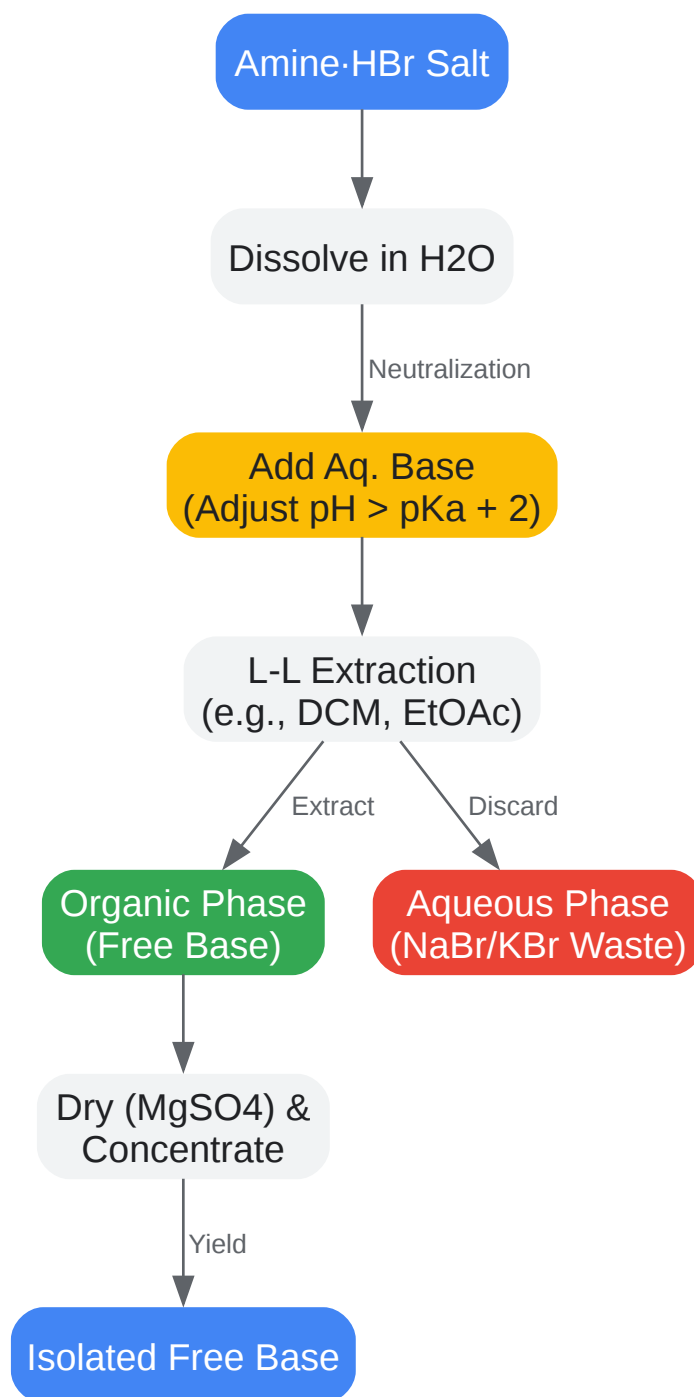 Amine·HBr Salt
Dissolve in H2O
Neutralization
Add Aq. Base
(Adjust pH > pKa + 2)
L-L Extraction
(e.g., DCM, EtOAc)
Extract
Discard
Organic Phase
(Free Base)
Aqueous Phase
(NaBr/KBr Waste)
Dry (MgSO4) &
Concentrate
Yield
Isolated Free Base